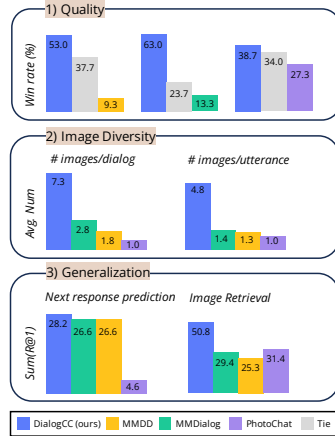 1) Quality
Win rate (%)
53.0
37.7
9.3
63.0
23.7
13.3
38.7
34.0
27.3
2) Image Diversity
# images/dialog
# images/utterance
Avg. Num
7.3
2.8
1.8
1.0
4.8
1.4
1.3
1.0
3) Generalization
Next response prediction
Image Retrieval
Sum(R@1)
28.2
26.6
26.6
4.6
50.8
29.4
25.3
31.4
DialogCC (ours)
MMDD
MMDialog
PhotoChat
Tie